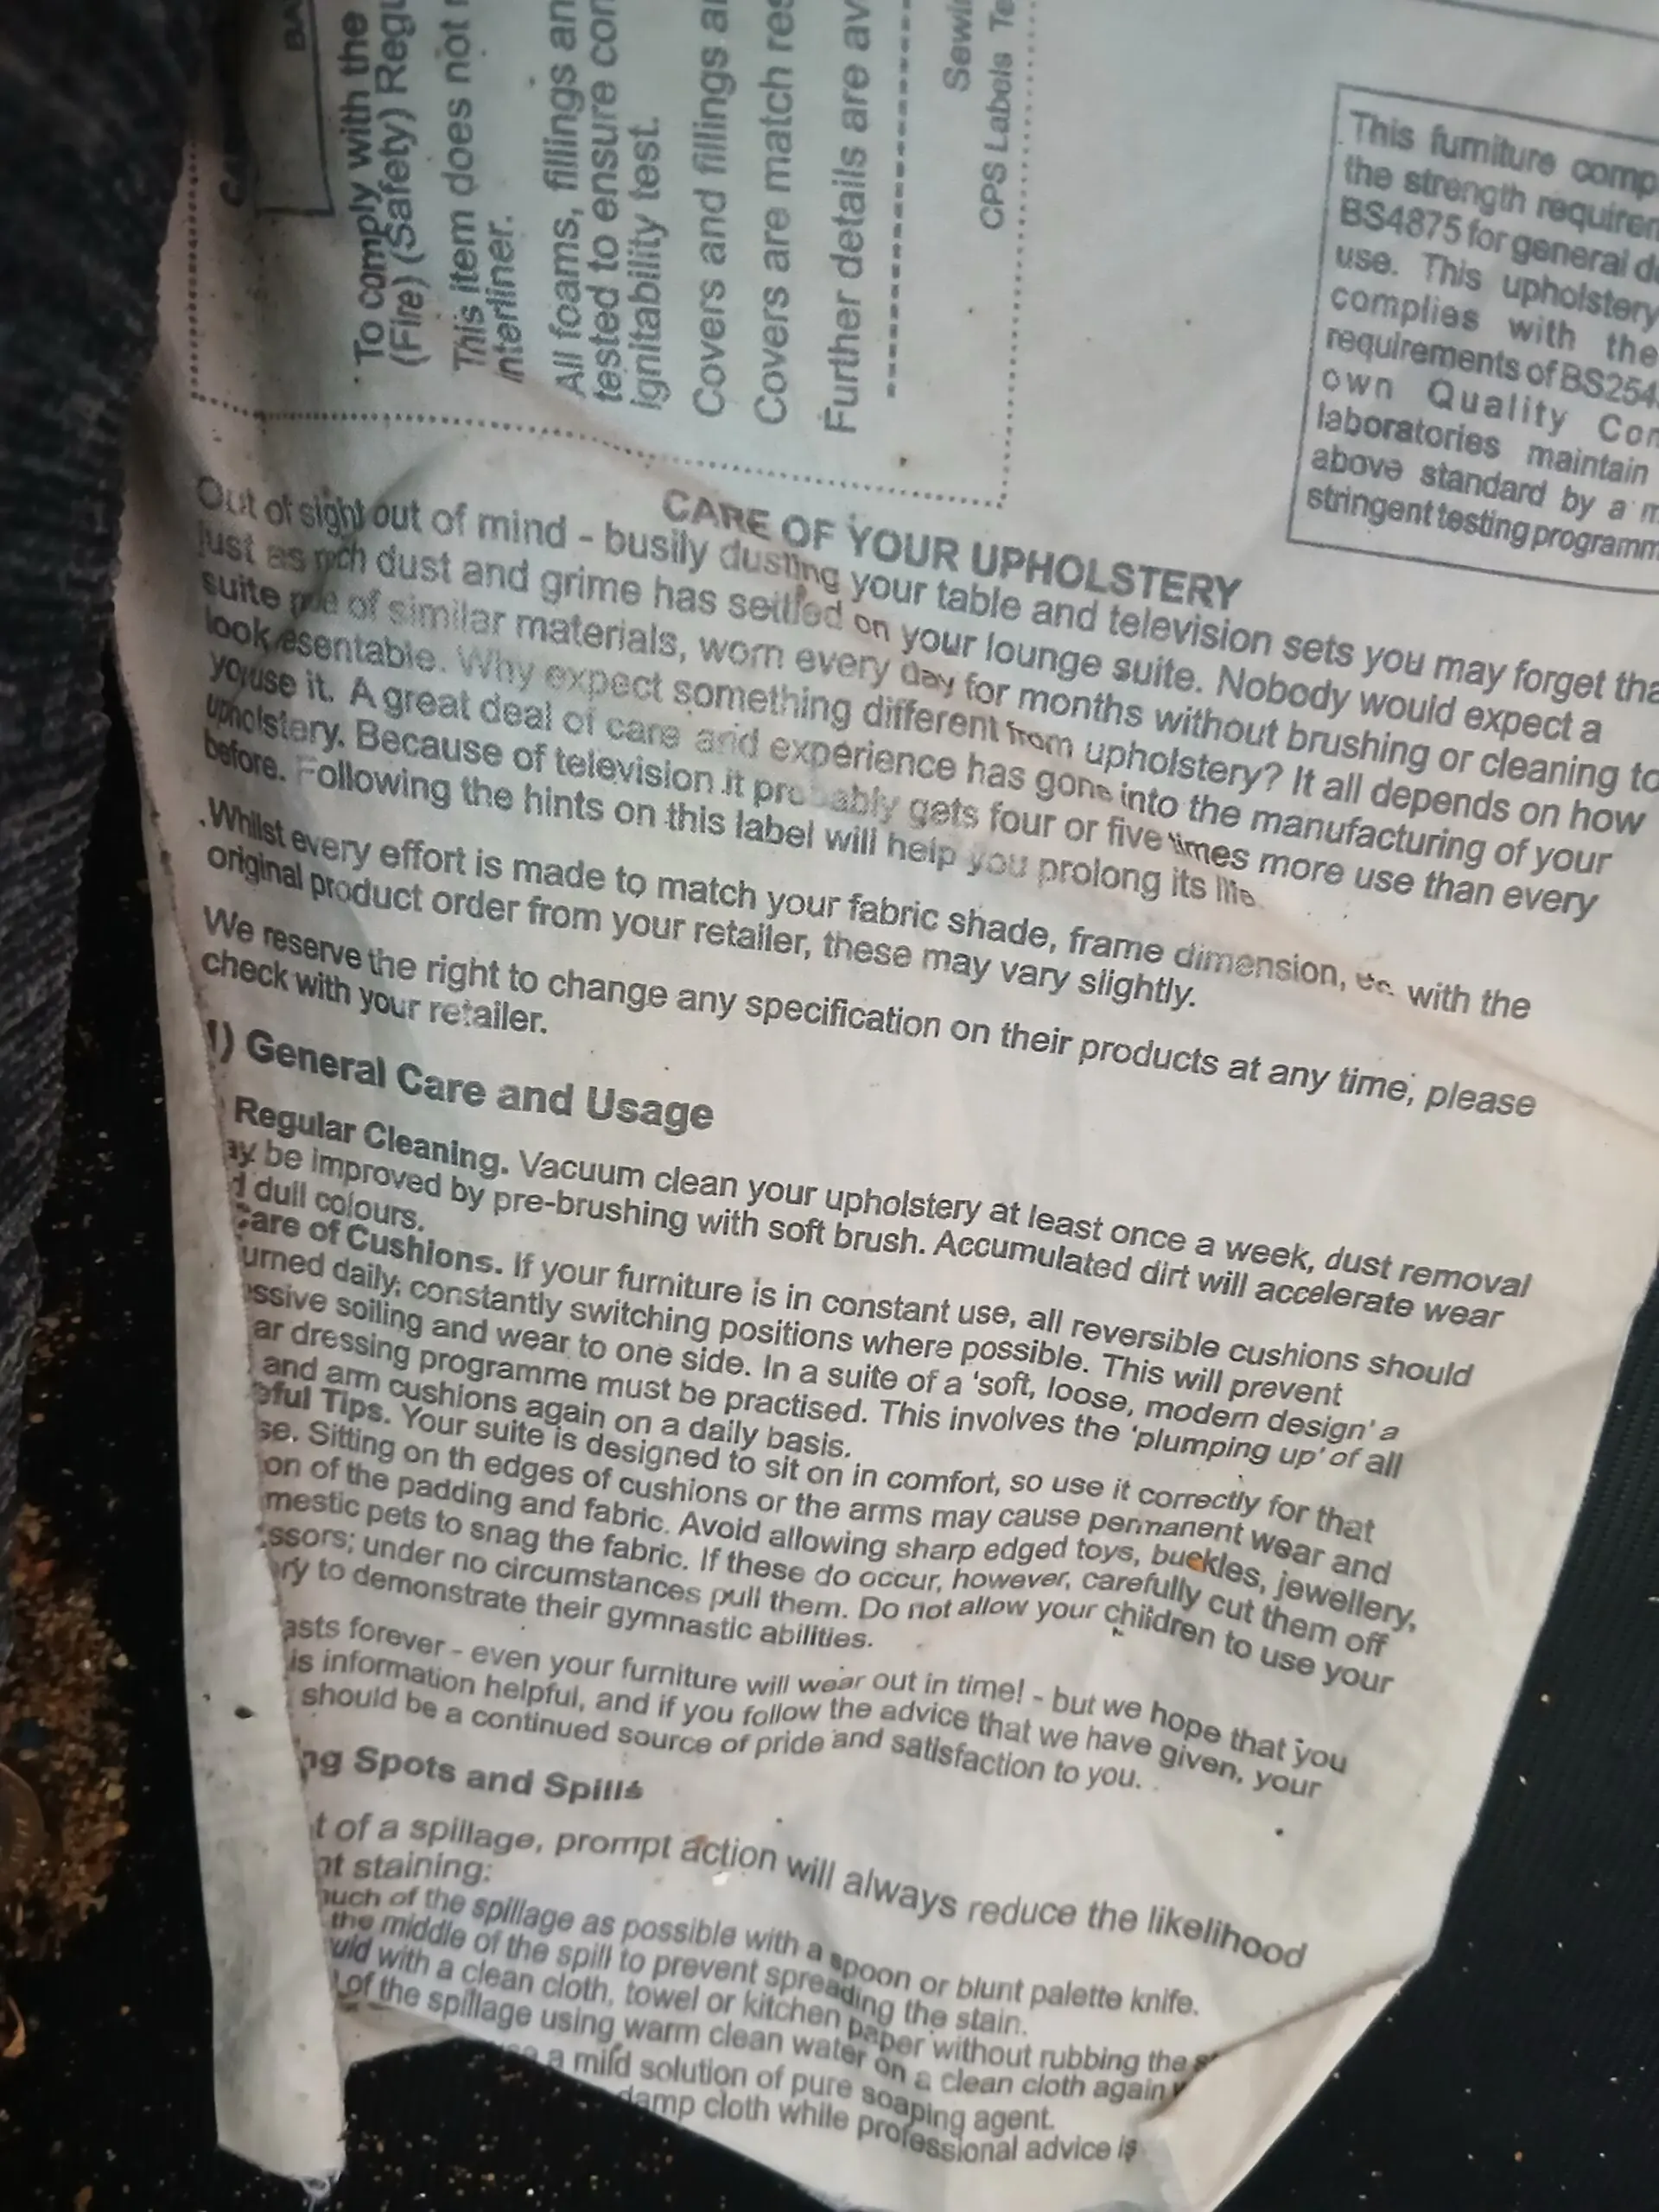 BA
To comply with the
(Fire) (Safety) Regu
This item does not
interliner.
All foams, fillings an
tested to ensure con
ignitability test.
Covers and fillings a
Covers are match res
Further details are av
Sewi
CPS Labels Te
This furniture comp
the strength requiren
BS4875 for general d
use. This upholstery
complies with the
requirements of BS254
own Quality Con
laboratories maintain
above standard by a m
stringent testing programm
CARE OF YOUR UPHOLSTERY
Out of sight out of mind - busily dusting your table and television sets you may forget tha
just as dust and grime has settled on your lounge suite. Nobody would expect a
suite of similar materials, worn every day for months without brushing or cleaning to
look esentable. Why expect something different from upholstery? It all depends on how
you use it. A great deal of care and experience has gone into the manufacturing of your
upholstery. Because of television it probably gets four or five times more use than every
before. Following the hints on this label will help you prolong its life.
Whilst every effort is made to match your fabric shade, frame dimension, with the
original product order from your retailer, these may vary slightly.
We reserve the right to change any specification on their products at any time, please
check with your retailer.
1) General Care and Usage
Regular Cleaning. Vacuum clean your upholstery at least once a week, dust removal
ay be improved by pre-brushing with soft brush. Accumulated dirt will accelerate wear
d dull colours.
Care of Cushions. If your furniture is in constant use, all reversible cushions should
urned daily, constantly switching positions where possible. This will prevent
essive soiling and wear to one side. In a suite of a 'soft, loose, modern design' a
ar dressing programme must be practised. This involves the 'plumping up' of all
and arm cushions again on a daily basis.
eful Tips. Your suite is designed to sit on in comfort, so use it correctly for that
se. Sitting on th edges of cushions or the arms may cause permanent wear and
on of the padding and fabric. Avoid allowing sharp edged toys, buckles, jewellery,
mestic pets to snag the fabric. If these do occur, however, carefully cut them off
ssors; under no circumstances pull them. Do not allow your children to use your
ry to demonstrate their gymnastic abilities.
asts forever - even your furniture will wear out in time! - but we hope that you
is information helpful, and if you follow the advice that we have given, your
should be a continued source of pride and satisfaction to you.
ng Spots and Spills
t of a spillage, prompt action will always reduce the likelihood
nt staining:
much of the spillage as possible with a spoon or blunt palette knife.
the middle of the spill to prevent spreading the stain.
uid with a clean cloth, towel or kitchen paper without rubbing the s
of the spillage using warm clean water on a clean cloth again
a mild solution of pure soaping agent.
damp cloth while professional advice is